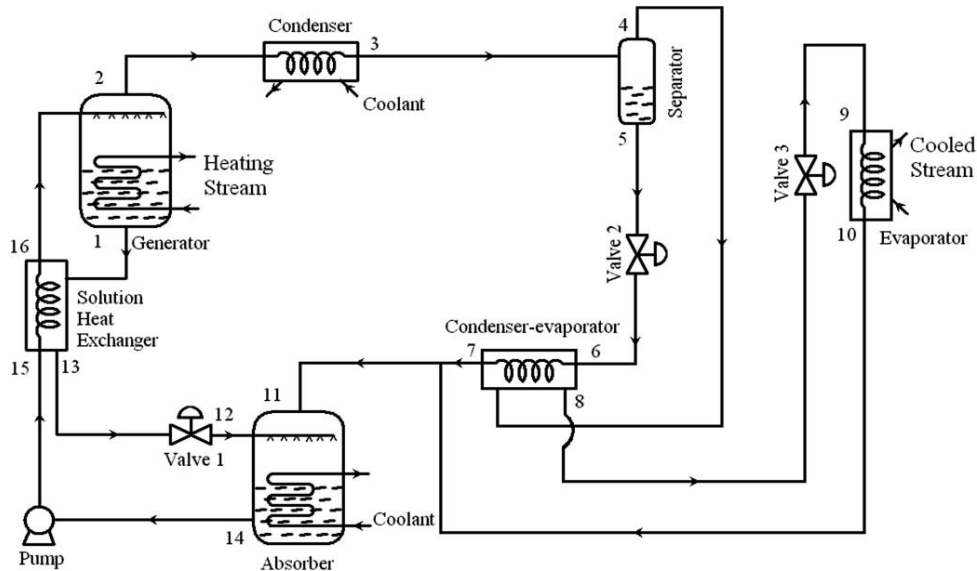 Condenser
3
4
2
Coolant
Separator
5
9
Heating
Stream
Valve 3
Cooled
Stream
1
Generator
10
Evaporator
16
Valve 2
Solution
Heat
Exchanger
Condenser-evaporator
15
13
7
6
8
11
12
Valve 1
14
Coolant
Pump
Absorber